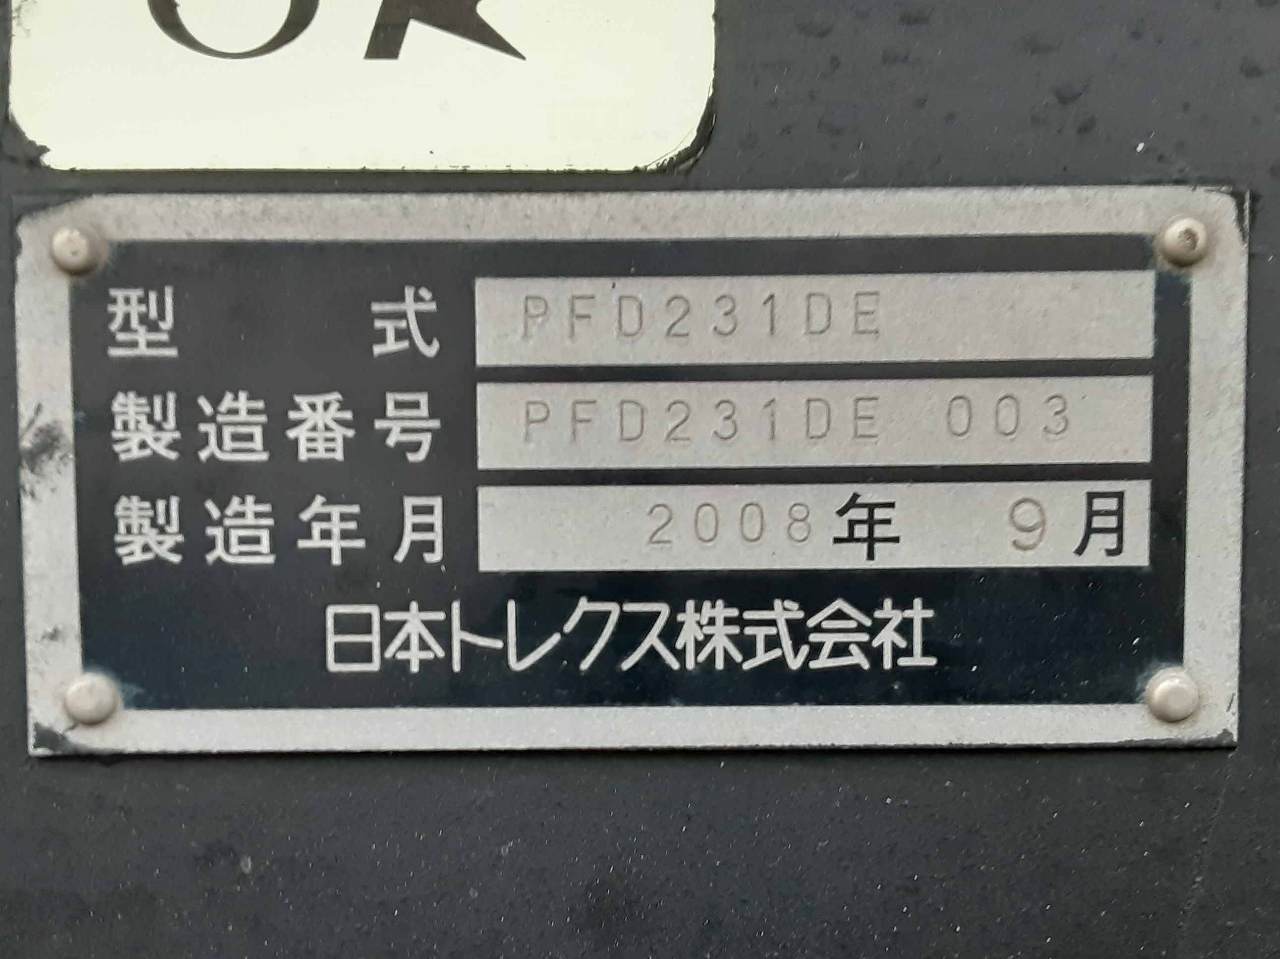 型式 PFD231DE
製造番号 PFD231DE 003
製造年月 2008年 9月
日本トレクス株式会社